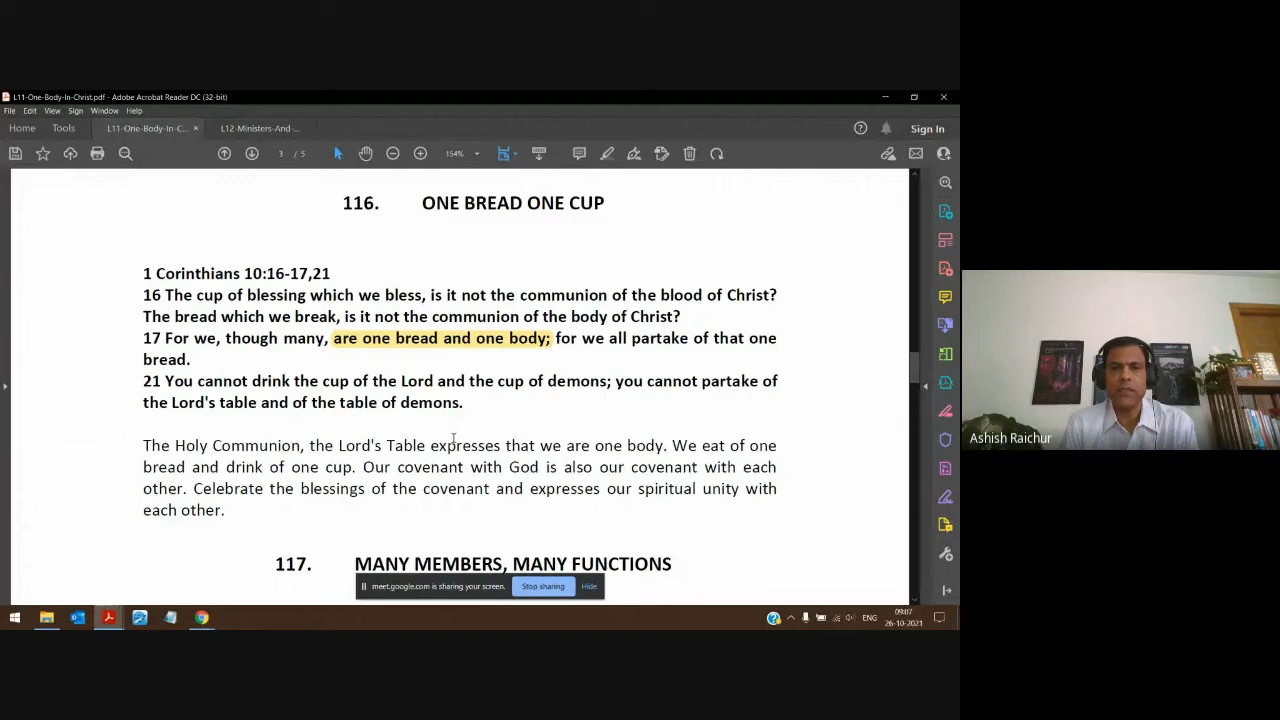 L11-One-Body-In-Christ.pdf - Adobe Acrobat Reader DC (32-bit)
File Edit View Sign Window Help
Home Tools L11-One-Body-In-C... × L12-Ministers-And-... Sign In
3 / 5 154%
116. ONE BREAD ONE CUP
1 Corinthians 10:16-17,21
16 The cup of blessing which we bless, is it not the communion of the blood of Christ?
The bread which we break, is it not the communion of the body of Christ?
17 For we, though many, are one bread and one body; for we all partake of that one
bread.
21 You cannot drink the cup of the Lord and the cup of demons; you cannot partake of
the Lord's table and of the table of demons.
The Holy Communion, the Lord's Table expresses that we are one body. We eat of one
bread and drink of one cup. Our covenant with God is also our covenant with each
other. Celebrate the blessings of the covenant and expresses our spiritual unity with
each other.
117. MANY MEMBERS, MANY FUNCTIONS
meet.google.com is sharing your screen. Stop sharing Hide
ENG
09:07
26-10-2021
Ashish Raichur